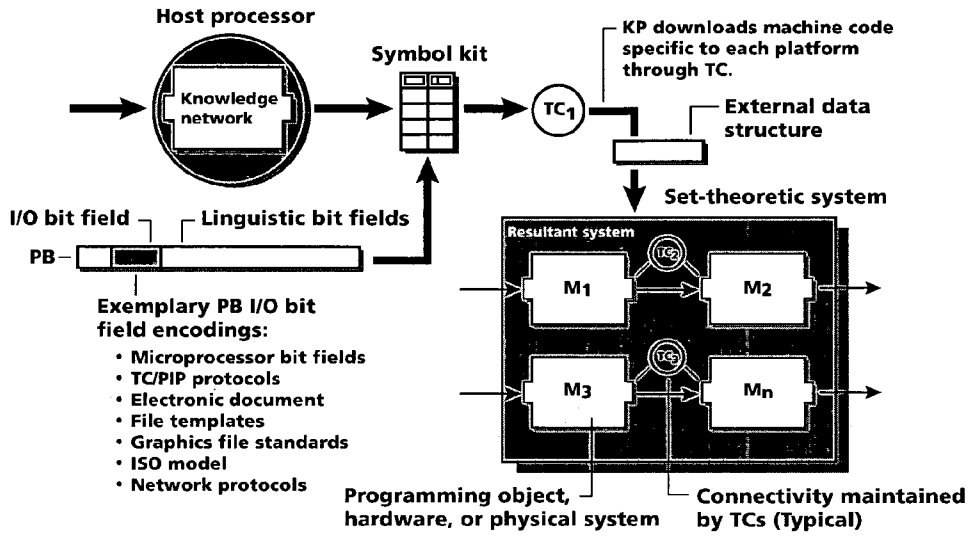 Host processor
Knowledge
network
Symbol kit
TC1
KP downloads machine code
specific to each platform
through TC.
External data
structure
I/O bit field
Linguistic bit fields
PB
Exemplary PB I/O bit
field encodings:
• Microprocessor bit fields
• TC/PIP protocols
• Electronic document
• File templates
• Graphics file standards
• ISO model
• Network protocols
Set-theoretic system
Resultant system
TC2
M1
M2
TC3
M3
Mn
Programming object,
hardware, or physical system
Connectivity maintained
by TCs (Typical)